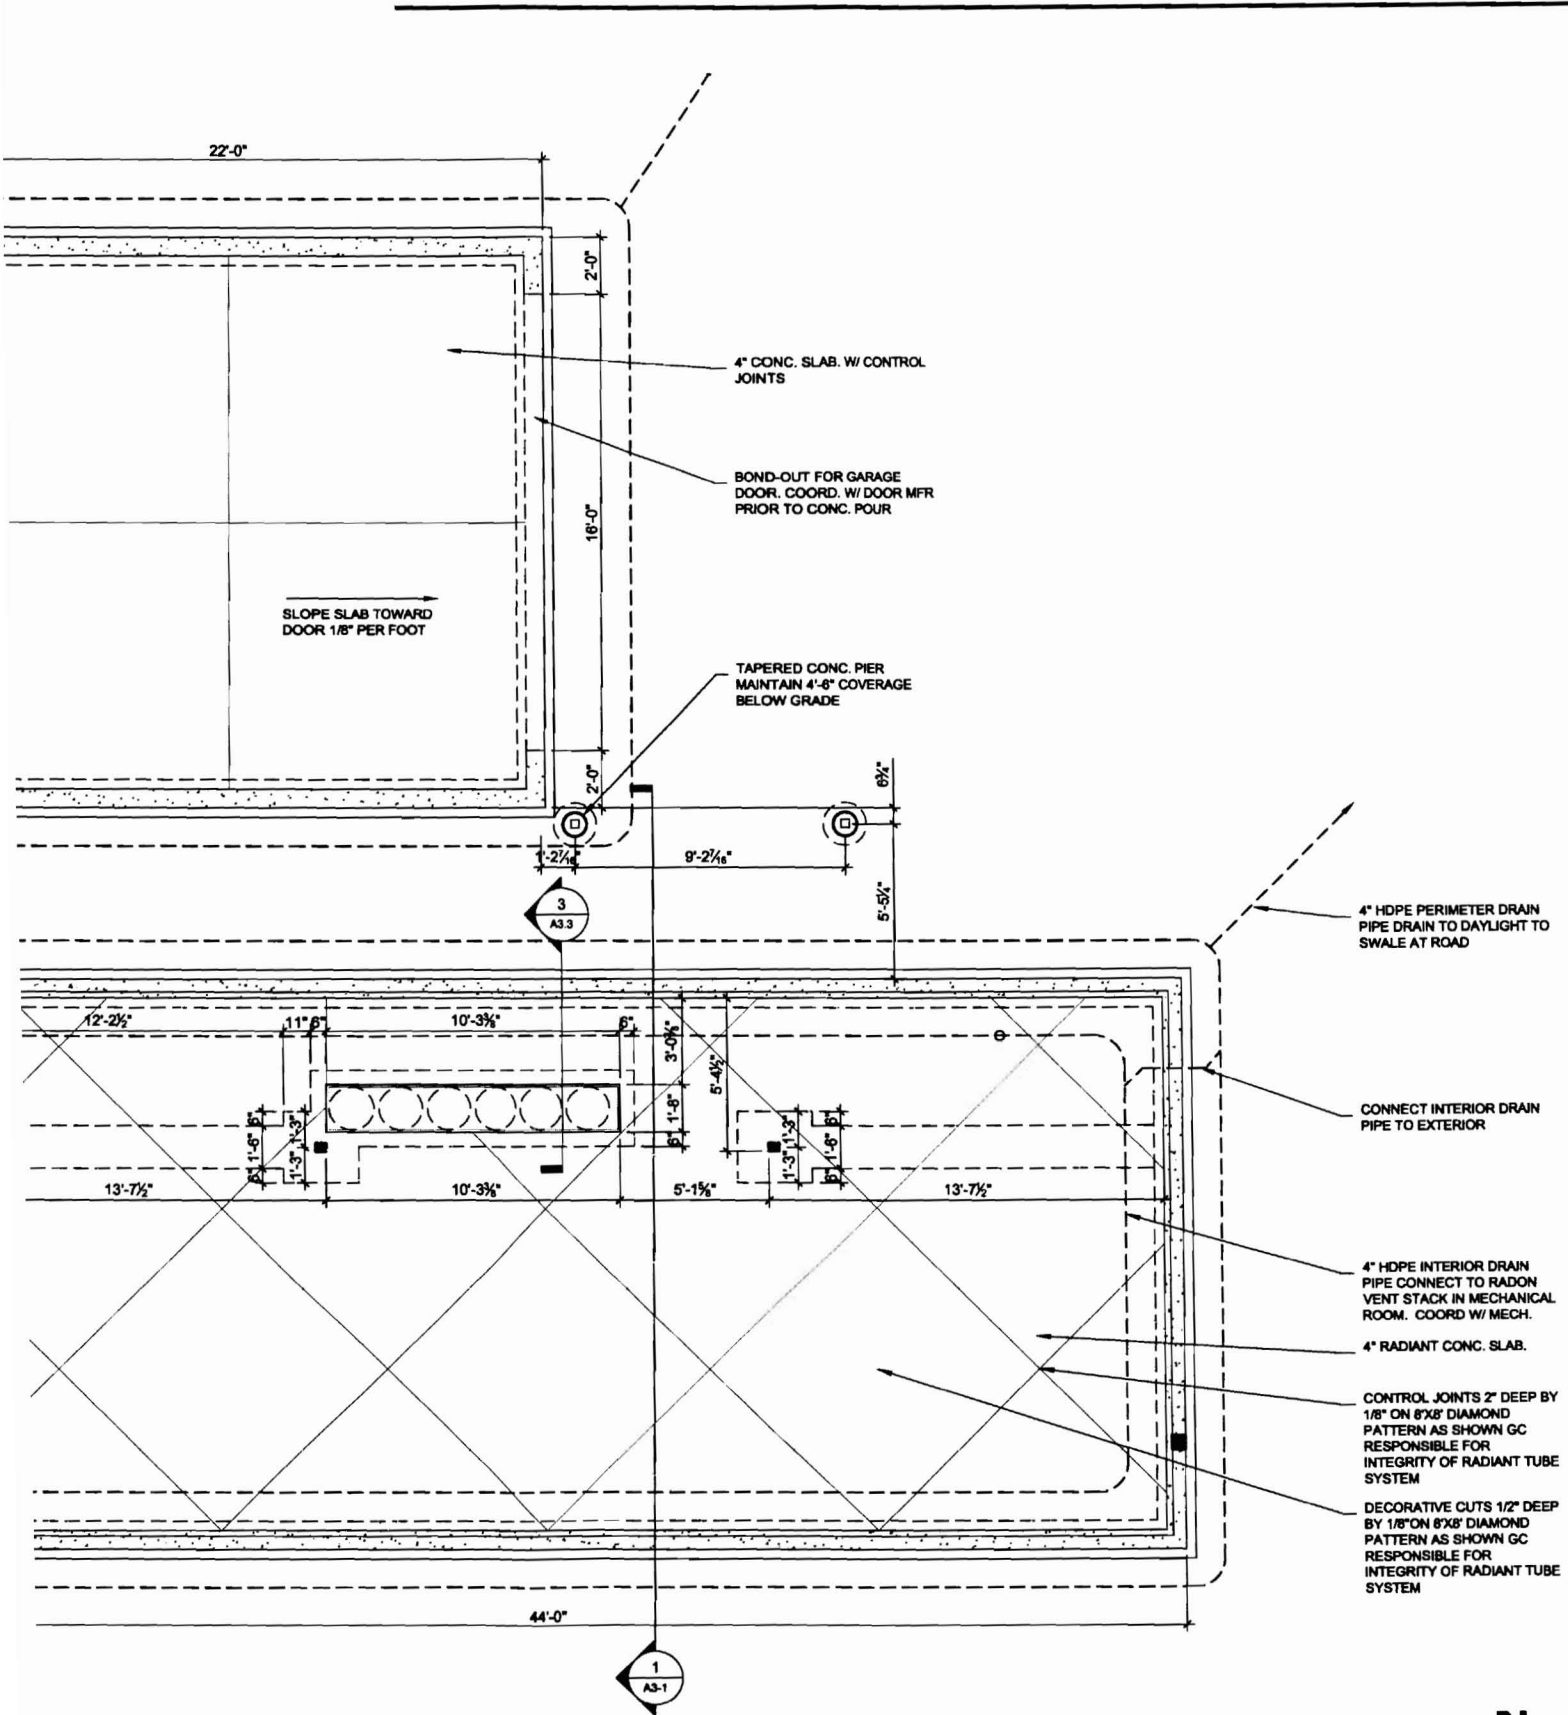 22'-0"
2'-0"
4" CONC. SLAB. W/ CONTROL
JOINTS
BOND-OUT FOR GARAGE
DOOR. COORD. W/ DOOR MFR
PRIOR TO CONC. POUR
16'-0"
SLOPE SLAB TOWARD
DOOR 1/8" PER FOOT
TAPERED CONC. PIER
MAINTAIN 4'-6" COVERAGE
BELOW GRADE
2'-0"
6¾"
1'-2⁷⁄₁₆"
9'-2⁷⁄₁₆"
3
A3.3
5'-5¼"
4" HDPE PERIMETER DRAIN
PIPE DRAIN TO DAYLIGHT TO
SWALE AT ROAD
12'-2½"
11"
6"
10'-3⅜"
6"
3'-0⅜"
5'-4½"
1'-8"
6"
6"
1'-6"
6"
1'-3"
1'-3"
1'-3"
1'-3"
6"
1'-6"
6"
CONNECT INTERIOR DRAIN
PIPE TO EXTERIOR
13'-7½"
10'-3⅜"
5'-1⅝"
13'-7½"
4" HDPE INTERIOR DRAIN
PIPE CONNECT TO RADON
VENT STACK IN MECHANICAL
ROOM. COORD W/ MECH.
4" RADIANT CONC. SLAB.
CONTROL JOINTS 2" DEEP BY
1/8" ON 8'X8' DIAMOND
PATTERN AS SHOWN GC
RESPONSIBLE FOR
INTEGRITY OF RADIANT TUBE
SYSTEM
DECORATIVE CUTS 1/2" DEEP
BY 1/8"ON 8'X8' DIAMOND
PATTERN AS SHOWN GC
RESPONSIBLE FOR
INTEGRITY OF RADIANT TUBE
SYSTEM
44'-0"
1
A3-1